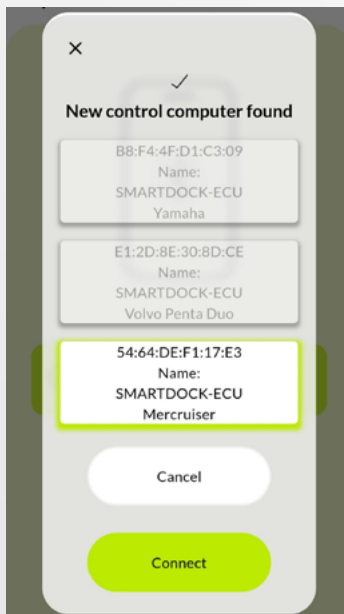 New control computer found
B8:F4:4F:D1:C3:09
Name:
SMARTDOCK-ECU
Yamaha
E1:2D:8E:30:8D:CE
Name:
SMARTDOCK-ECU
Volvo Penta Duo
54:64:DE:F1:17:E3
Name:
SMARTDOCK-ECU
Mercruiser
Cancel
Connect